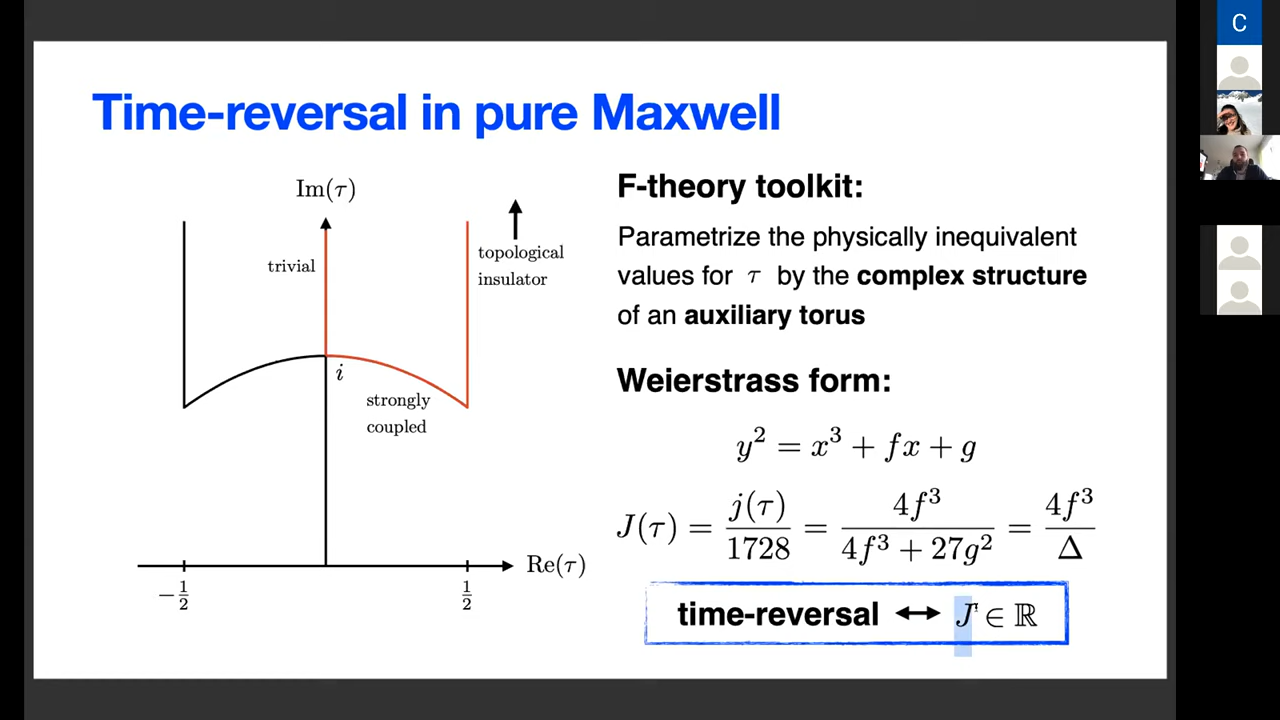 Time-reversal in pure Maxwell
Im(τ)
trivial
topological
insulator
i
strongly
coupled
Re(τ)
−1/2
1/2
F-theory toolkit:
Parametrize the physically inequivalent
values for τ by the complex structure
of an auxiliary torus
Weierstrass form:
y² = x³ + fx + g
J(τ) = j(τ)/1728 = 4f³/(4f³ + 27g²) = 4f³/Δ
time-reversal ↔ J ∈ ℝ
C